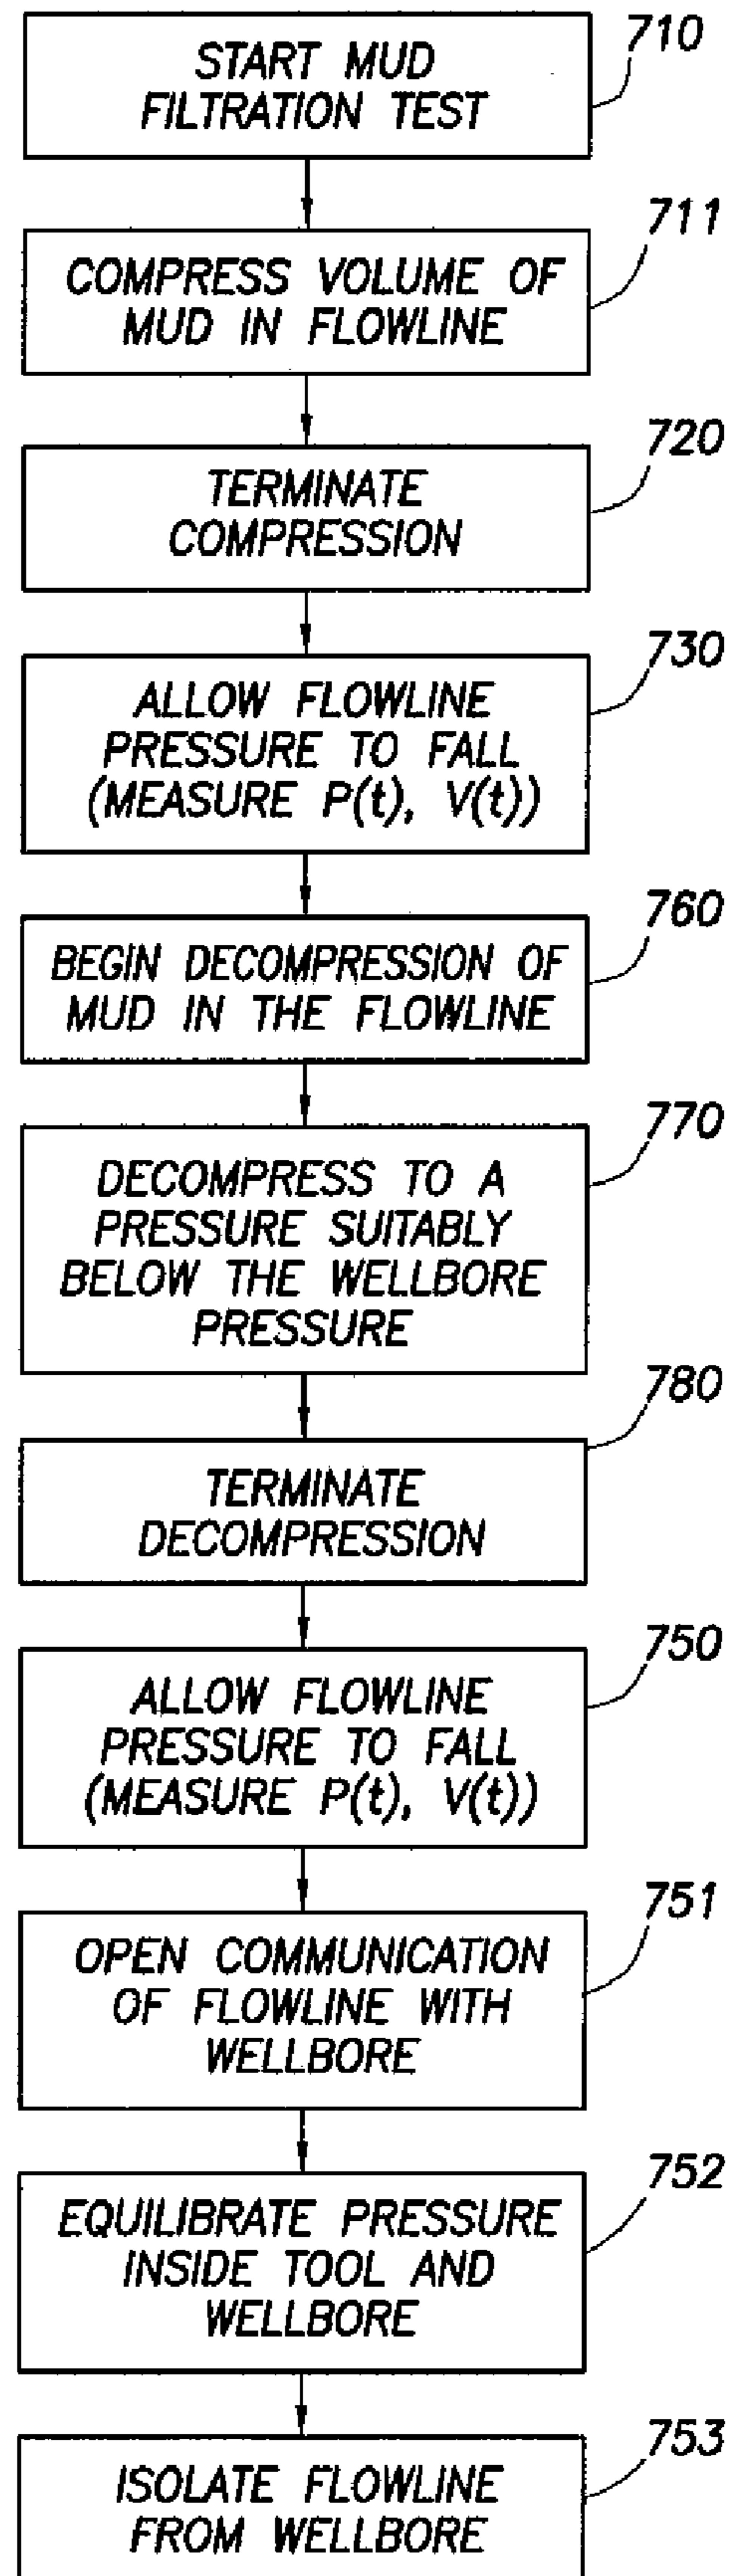 START MUD
FILTRATION TEST
710
COMPRESS VOLUME OF
MUD IN FLOWLINE
711
TERMINATE
COMPRESSION
720
ALLOW FLOWLINE
PRESSURE TO FALL
(MEASURE P(t), V(t))
730
BEGIN DECOMPRESSION OF
MUD IN THE FLOWLINE
760
DECOMPRESS TO A
PRESSURE SUITABLY
BELOW THE WELLBORE
PRESSURE
770
TERMINATE
DECOMPRESSION
780
ALLOW FLOWLINE
PRESSURE TO FALL
(MEASURE P(t), V(t))
750
OPEN COMMUNICATION
OF FLOWLINE WITH
WELLBORE
751
EQUILIBRATE PRESSURE
INSIDE TOOL AND
WELLBORE
752
ISOLATE FLOWLINE
FROM WELLBORE
753